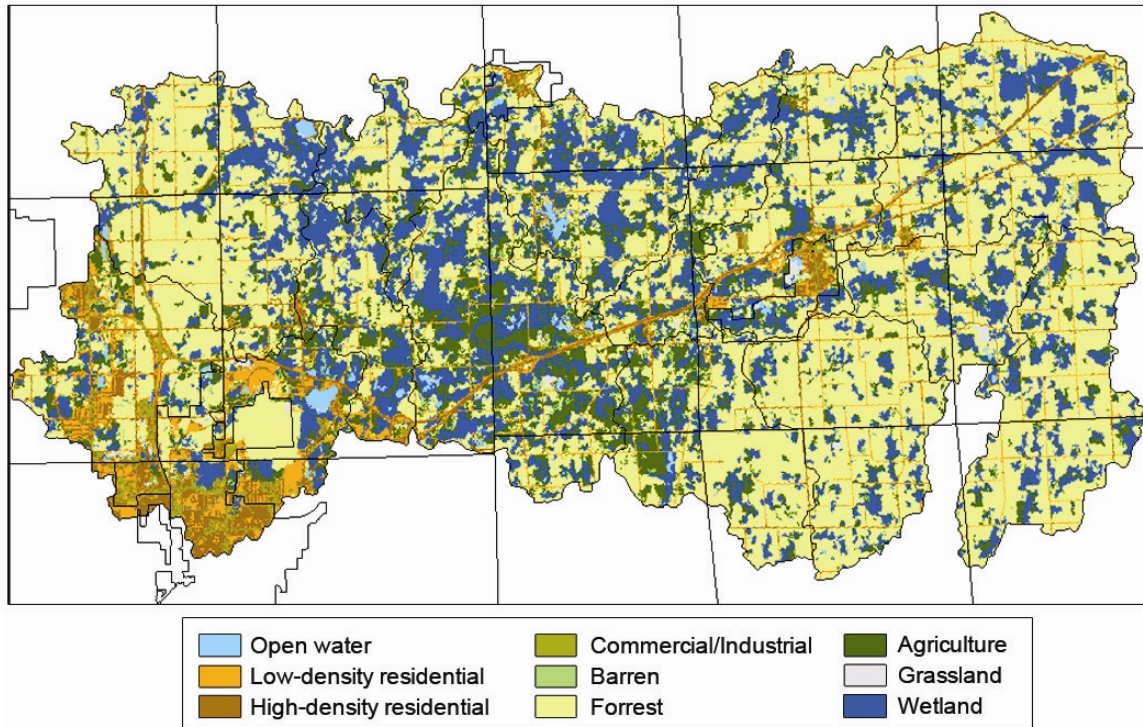 Open water Commercial/Industrial Agriculture
Low-density residential Barren Grassland
High-density residential Forrest Wetland